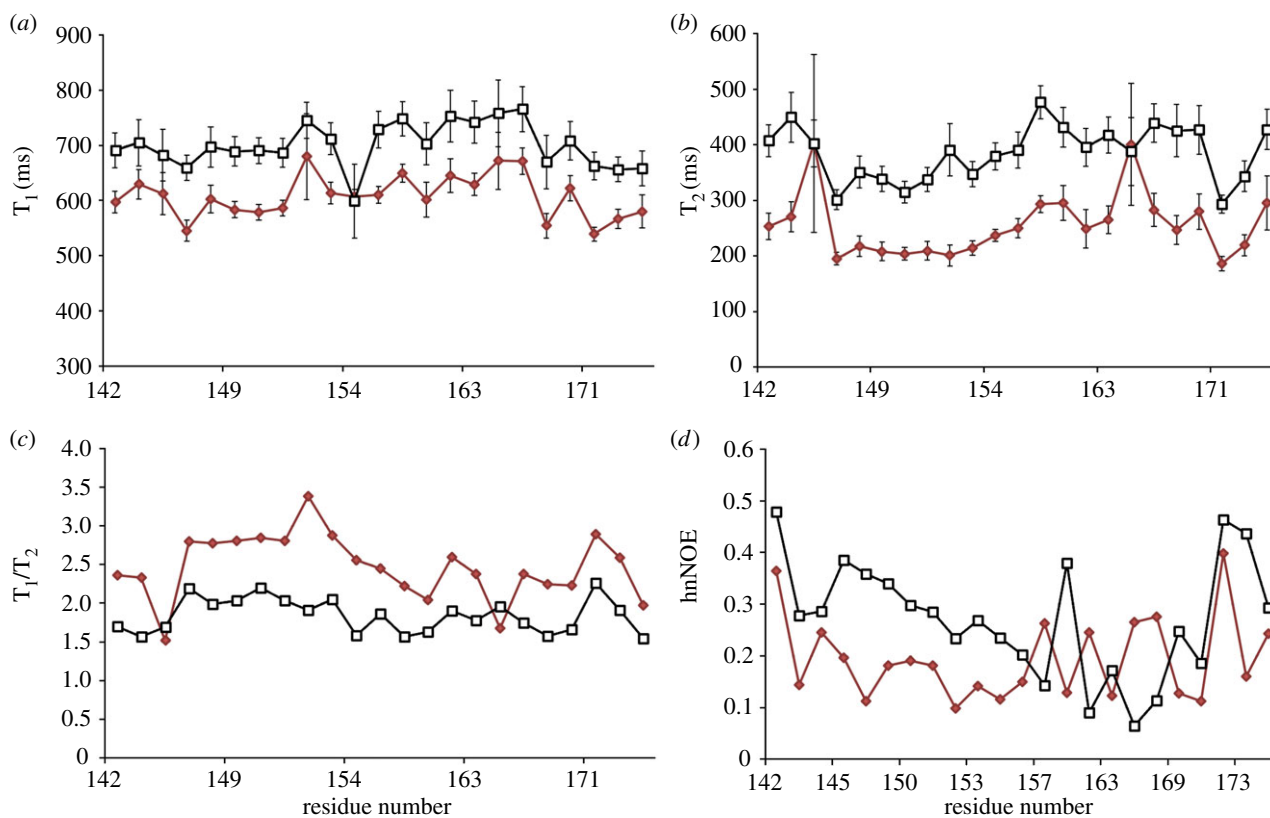 (a)
900
800
700
600
500
400
300
T1 (ms)
142 149 154 163 171
(b)
600
500
400
300
200
100
0
T2 (ms)
142 149 154 163 171
(c)
4.0
3.5
3.0
2.5
2.0
1.5
1.0
0.5
0
T1/T2
142 149 154 163 171
residue number
(d)
0.6
0.5
0.4
0.3
0.2
0.1
0
hnNOE
142 145 150 153 157 163 169 173
residue number